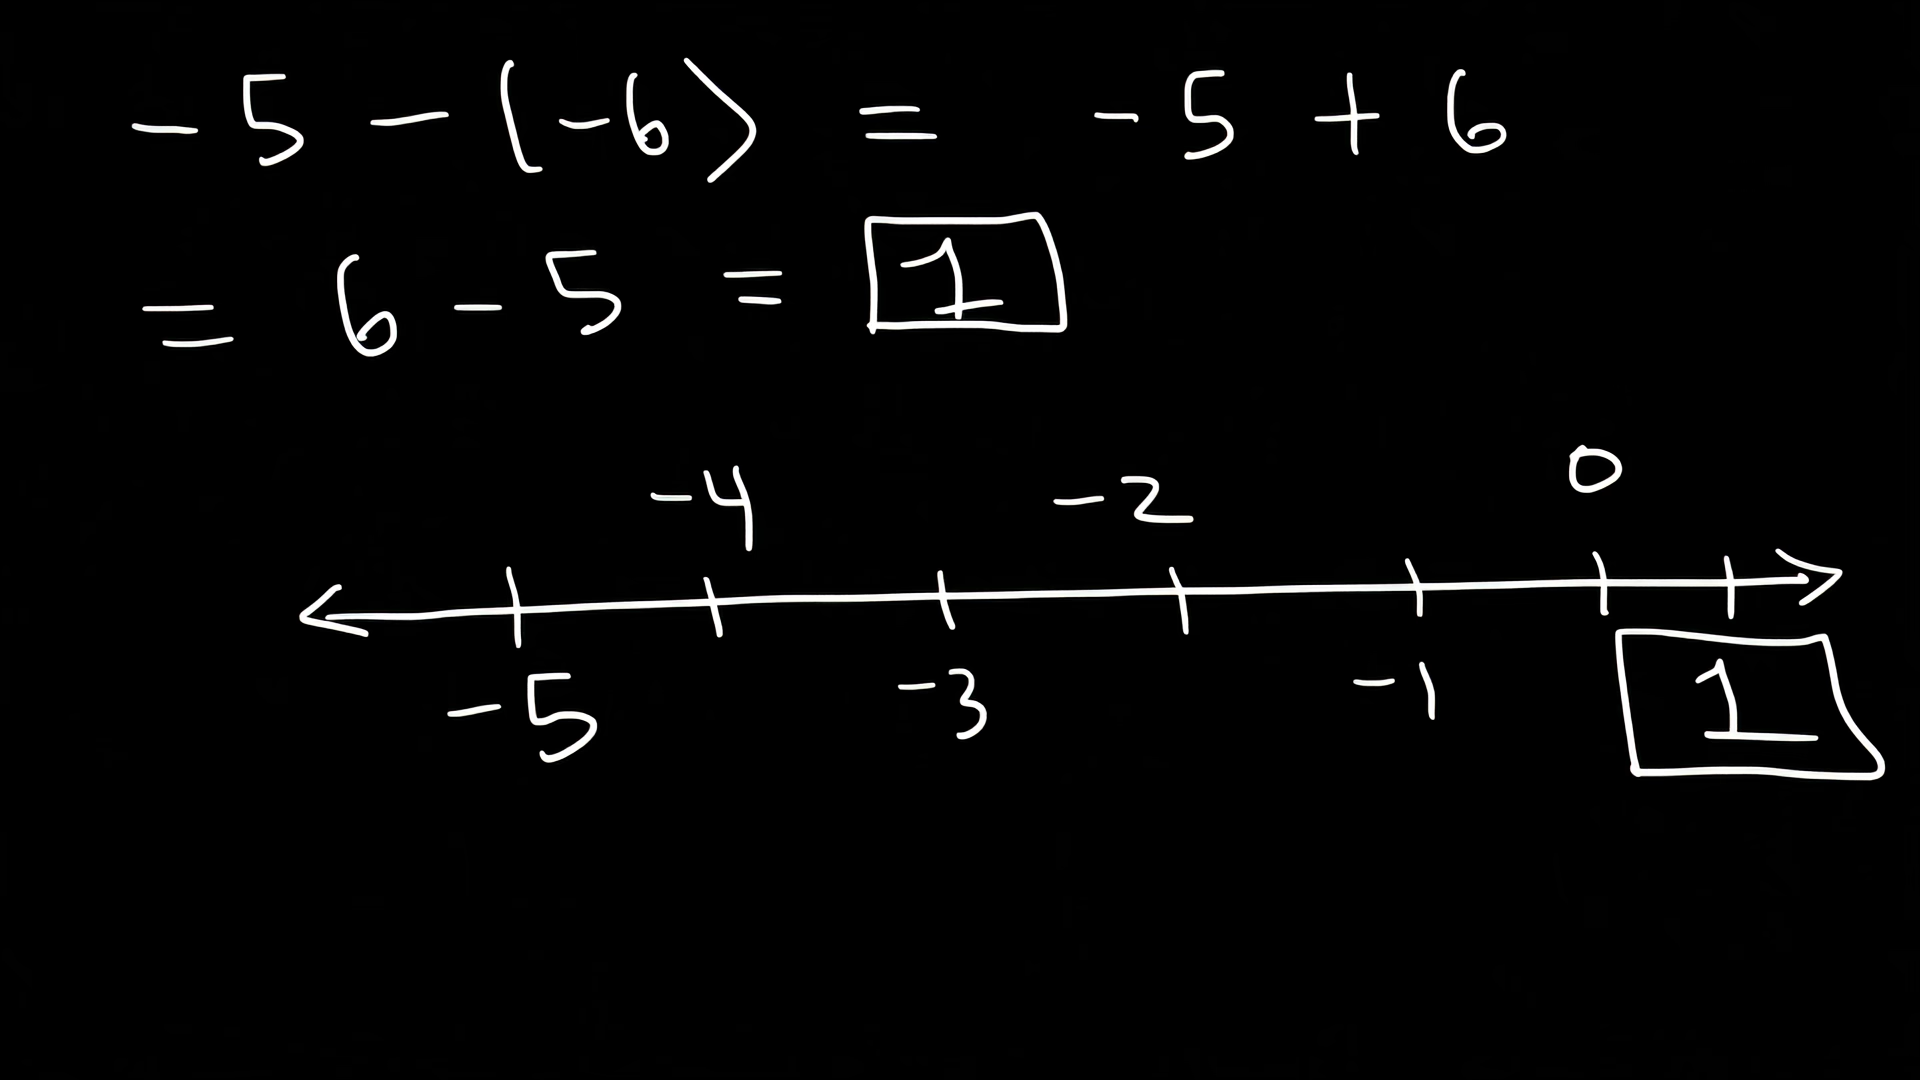 -5 - (-6) = -5 + 6
= 6 - 5 = 1
-4 -2 0
-5 -3 -1 1